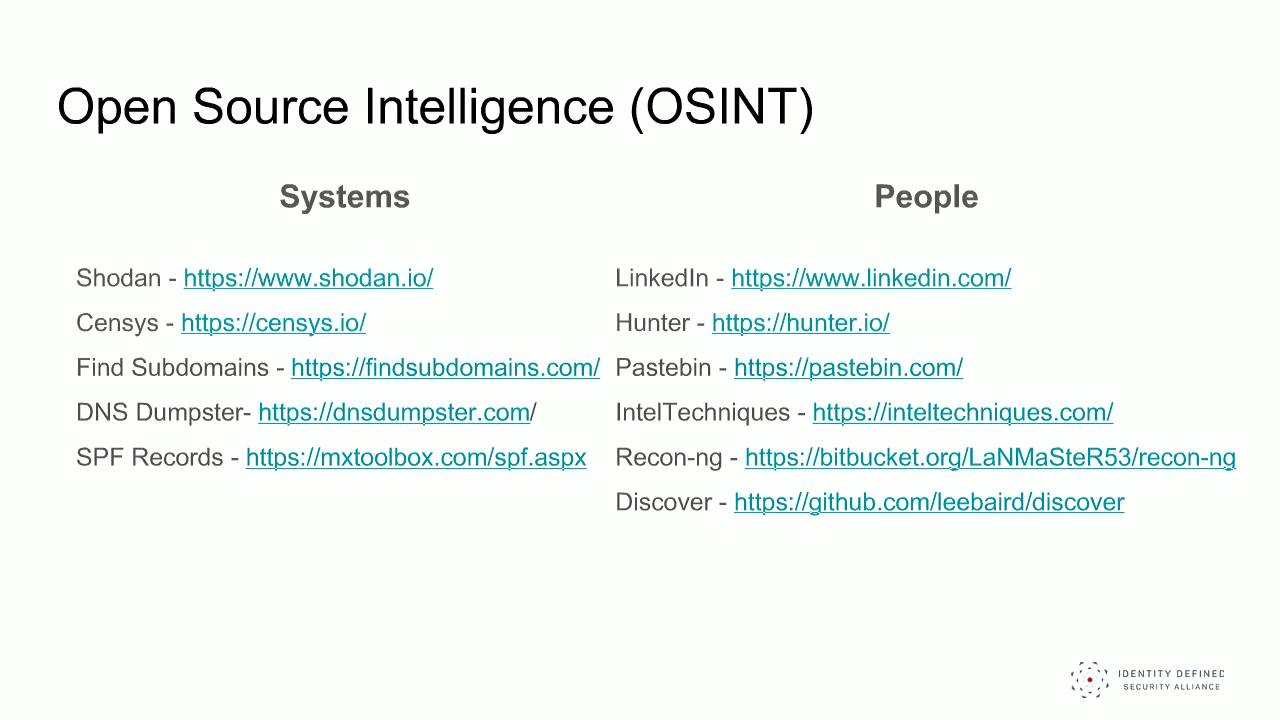 Open Source Intelligence (OSINT)
Systems
Shodan - https://www.shodan.io/
Censys - https://censys.io/
Find Subdomains - https://findsubdomains.com/
DNS Dumpster- https://dnsdumpster.com/
SPF Records - https://mxtoolbox.com/spf.aspx
People
LinkedIn - https://www.linkedin.com/
Hunter - https://hunter.io/
Pastebin - https://pastebin.com/
IntelTechniques - https://inteltechniques.com/
Recon-ng - https://bitbucket.org/LaNMaSteR53/recon-ng
Discover - https://github.com/leebaird/discover
IDENTITY DEFINED
SECURITY ALLIANCE